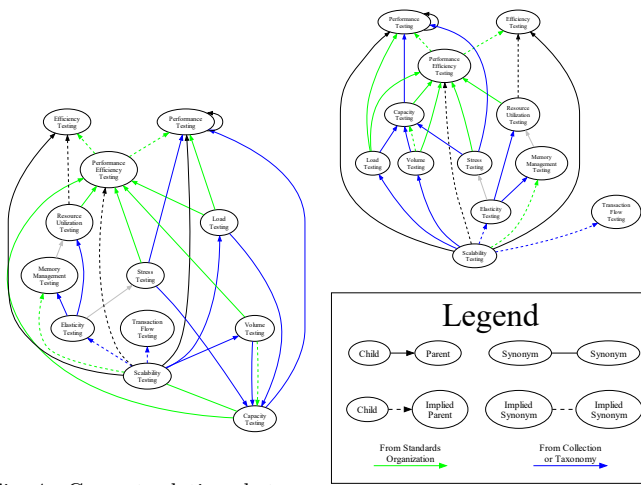 Efficiency
Testing
Performance
Testing
Performance
Efficiency
Testing
Resource
Utilization
Testing
Load
Testing
Memory
Management
Testing
Stress
Testing
Elasticity
Testing
Transaction
Flow
Testing
Volume
Testing
Scalability
Testing
Capacity
Testing
Performance
Testing
Efficiency
Testing
Performance
Efficiency
Testing
Capacity
Testing
Resource
Utilization
Testing
Load
Testing
Volume
Testing
Stress
Testing
Memory
Management
Testing
Elasticity
Testing
Transaction
Flow Testing
Scalability
Testing
Legend
Child Parent Synonym Synonym
Child Implied
Parent Implied
Synonym Implied
Synonym
From Standards
Organization
From Collection
or Taxonomy